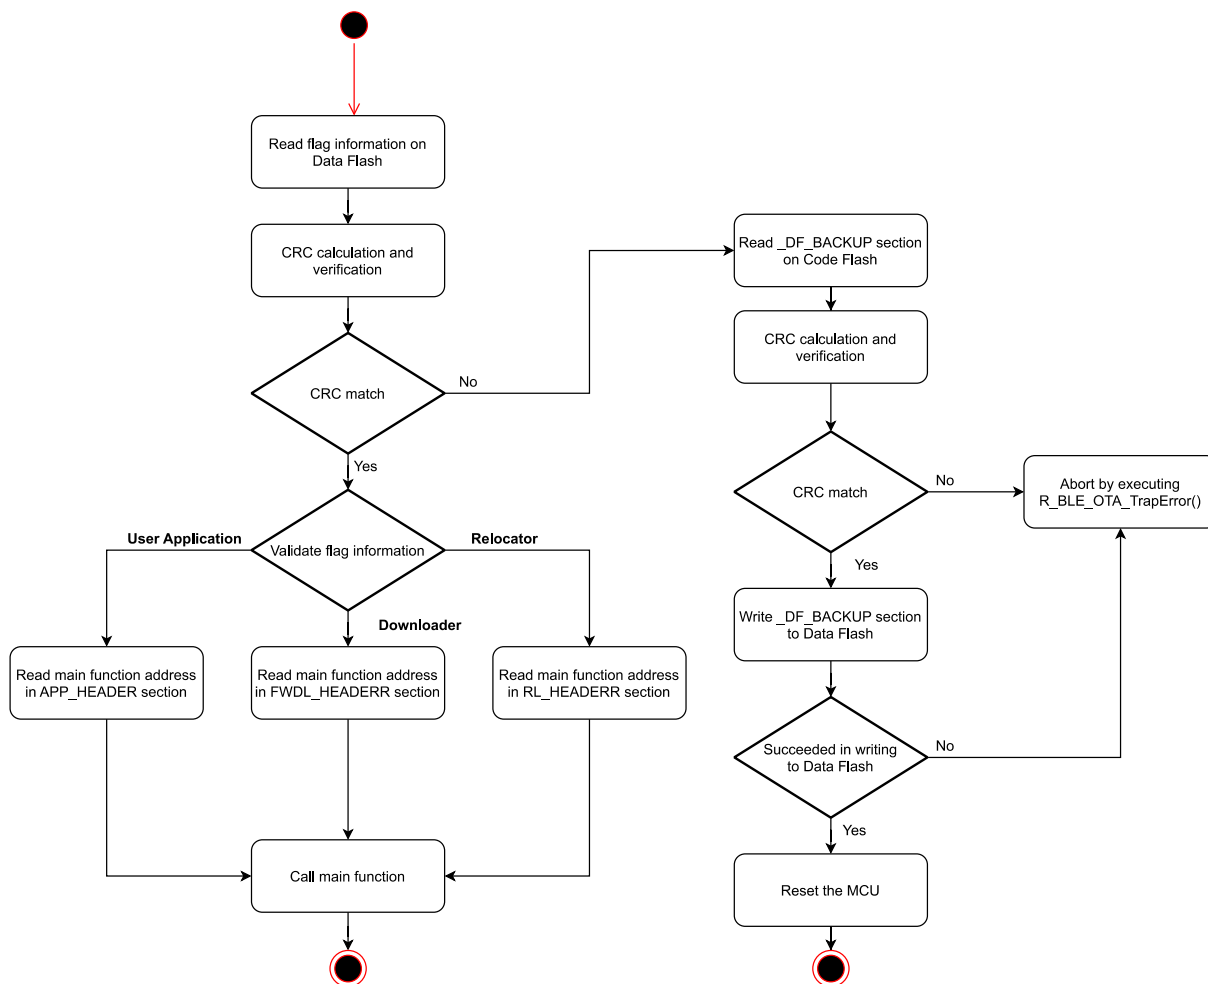 Read flag information on
Data Flash
CRC calculation and
verification
CRC match
No
Yes
Validate flag information
User Application
Relocator
Downloader
Read main function address
in APP_HEADER section
Read main function address
in FWDL_HEADERR section
Read main function address
in RL_HEADERR section
Call main function
Read _DF_BACKUP section
on Code Flash
CRC calculation and
verification
CRC match
No
Abort by executing
R_BLE_OTA_TrapError()
Yes
Write _DF_BACKUP section
to Data Flash
Succeeded in writing
to Data Flash
No
Yes
Reset the MCU